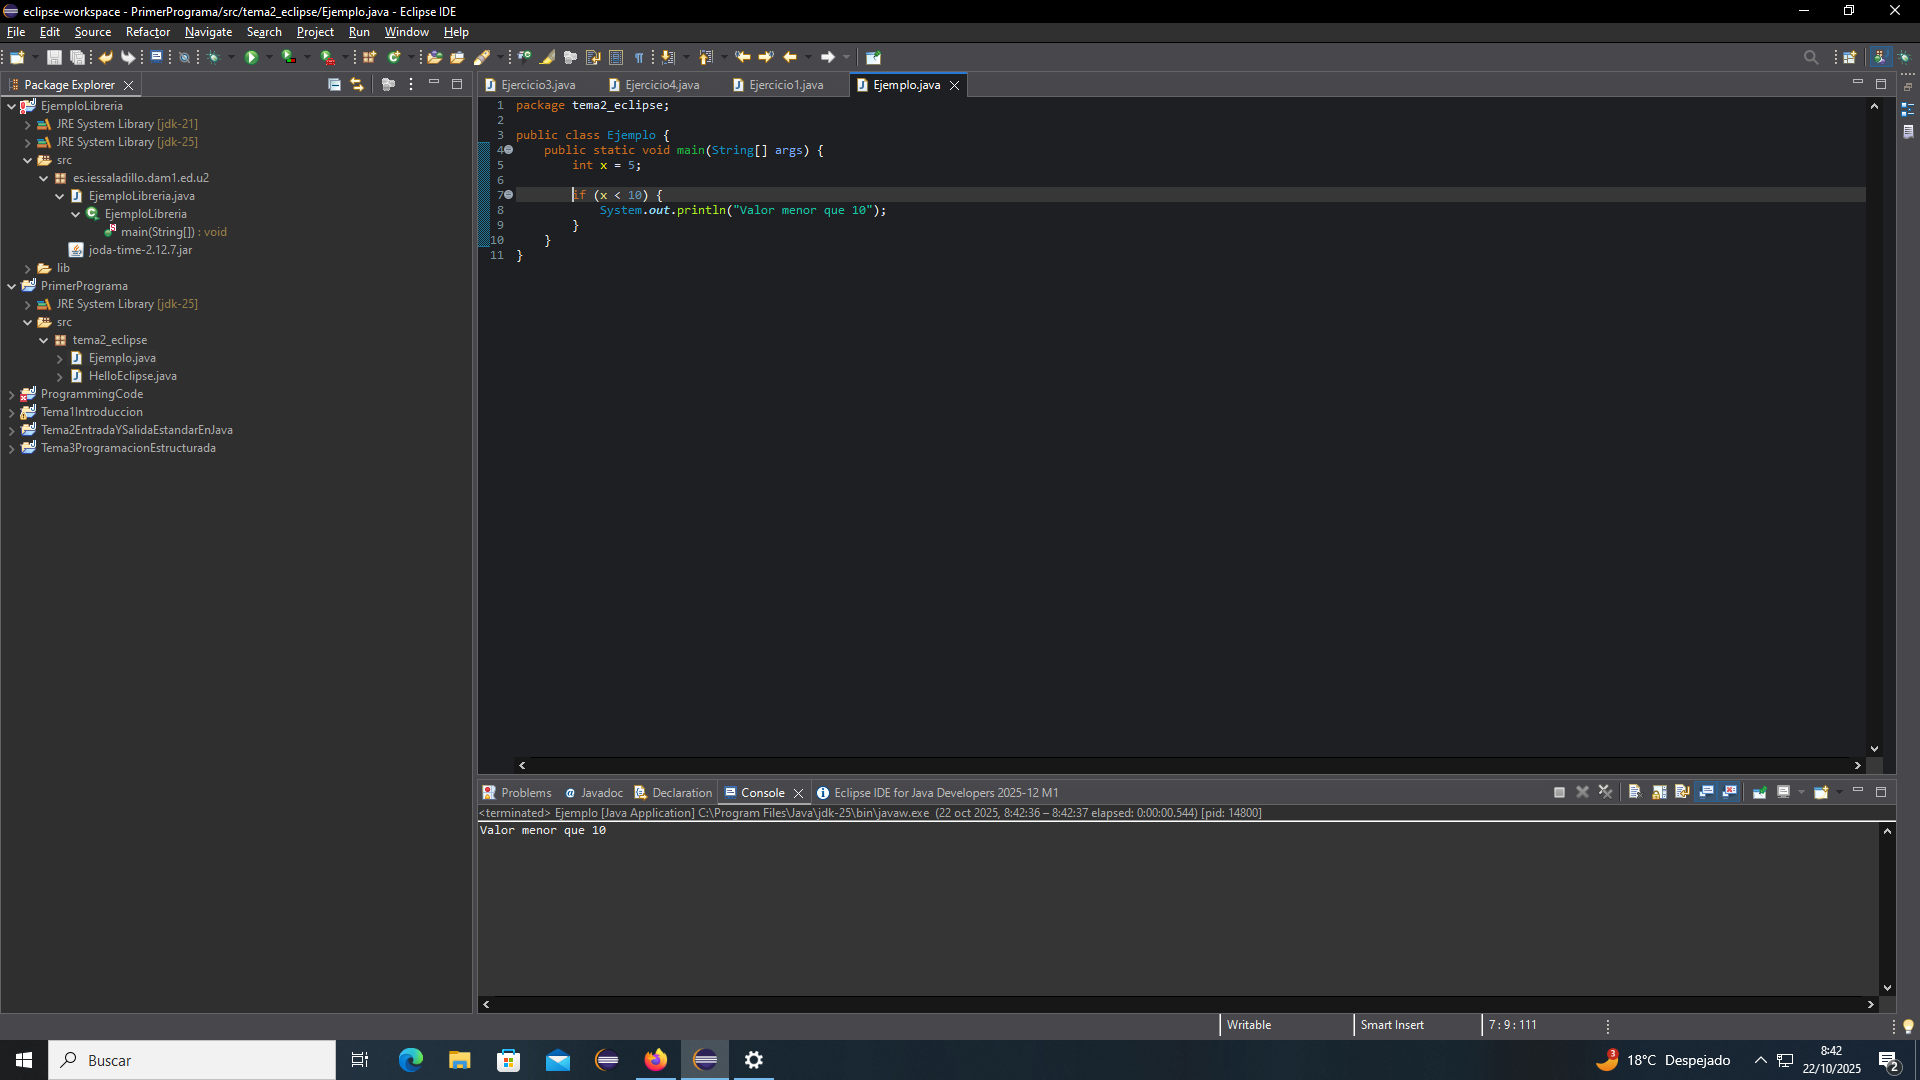 eclipse-workspace - PrimerPrograma/src/tema2_eclipse/Ejemplo.java - Eclipse IDE
File Edit Source Refactor Navigate Search Project Run Window Help
Package Explorer
EjemploLibreria
JRE System Library [jdk-21]
JRE System Library [jdk-25]
src
es.iessaladillo.dam1.ed.u2
EjemploLibreria.java
EjemploLibreria
main(String[]) : void
joda-time-2.12.7.jar
lib
PrimerPrograma
JRE System Library [jdk-25]
src
tema2_eclipse
Ejemplo.java
HelloEclipse.java
ProgrammingCode
Tema1Introduccion
Tema2EntradaYSalidaEstandarEnJava
Tema3ProgramacionEstructurada
Ejercicio3.java Ejercicio4.java Ejercicio1.java Ejemplo.java
1 package tema2_eclipse;
2
3 public class Ejemplo {
4 public static void main(String[] args) {
5 int x = 5;
6
7 if (x < 10) {
8 System.out.println("Valor menor que 10");
9 }
10 }
11 }
Problems Javadoc Declaration Console Eclipse IDE for Java Developers 2025-12 M1
<terminated> Ejemplo [Java Application] C:\Program Files\Java\jdk-25\bin\javaw.exe (22 oct 2025, 8:42:36 – 8:42:37 elapsed: 0:00:00.544) [pid: 14800]
Valor menor que 10
Writable Smart Insert 7 : 9 : 111
Buscar
3 18°C Despejado
8:42
22/10/2025
2